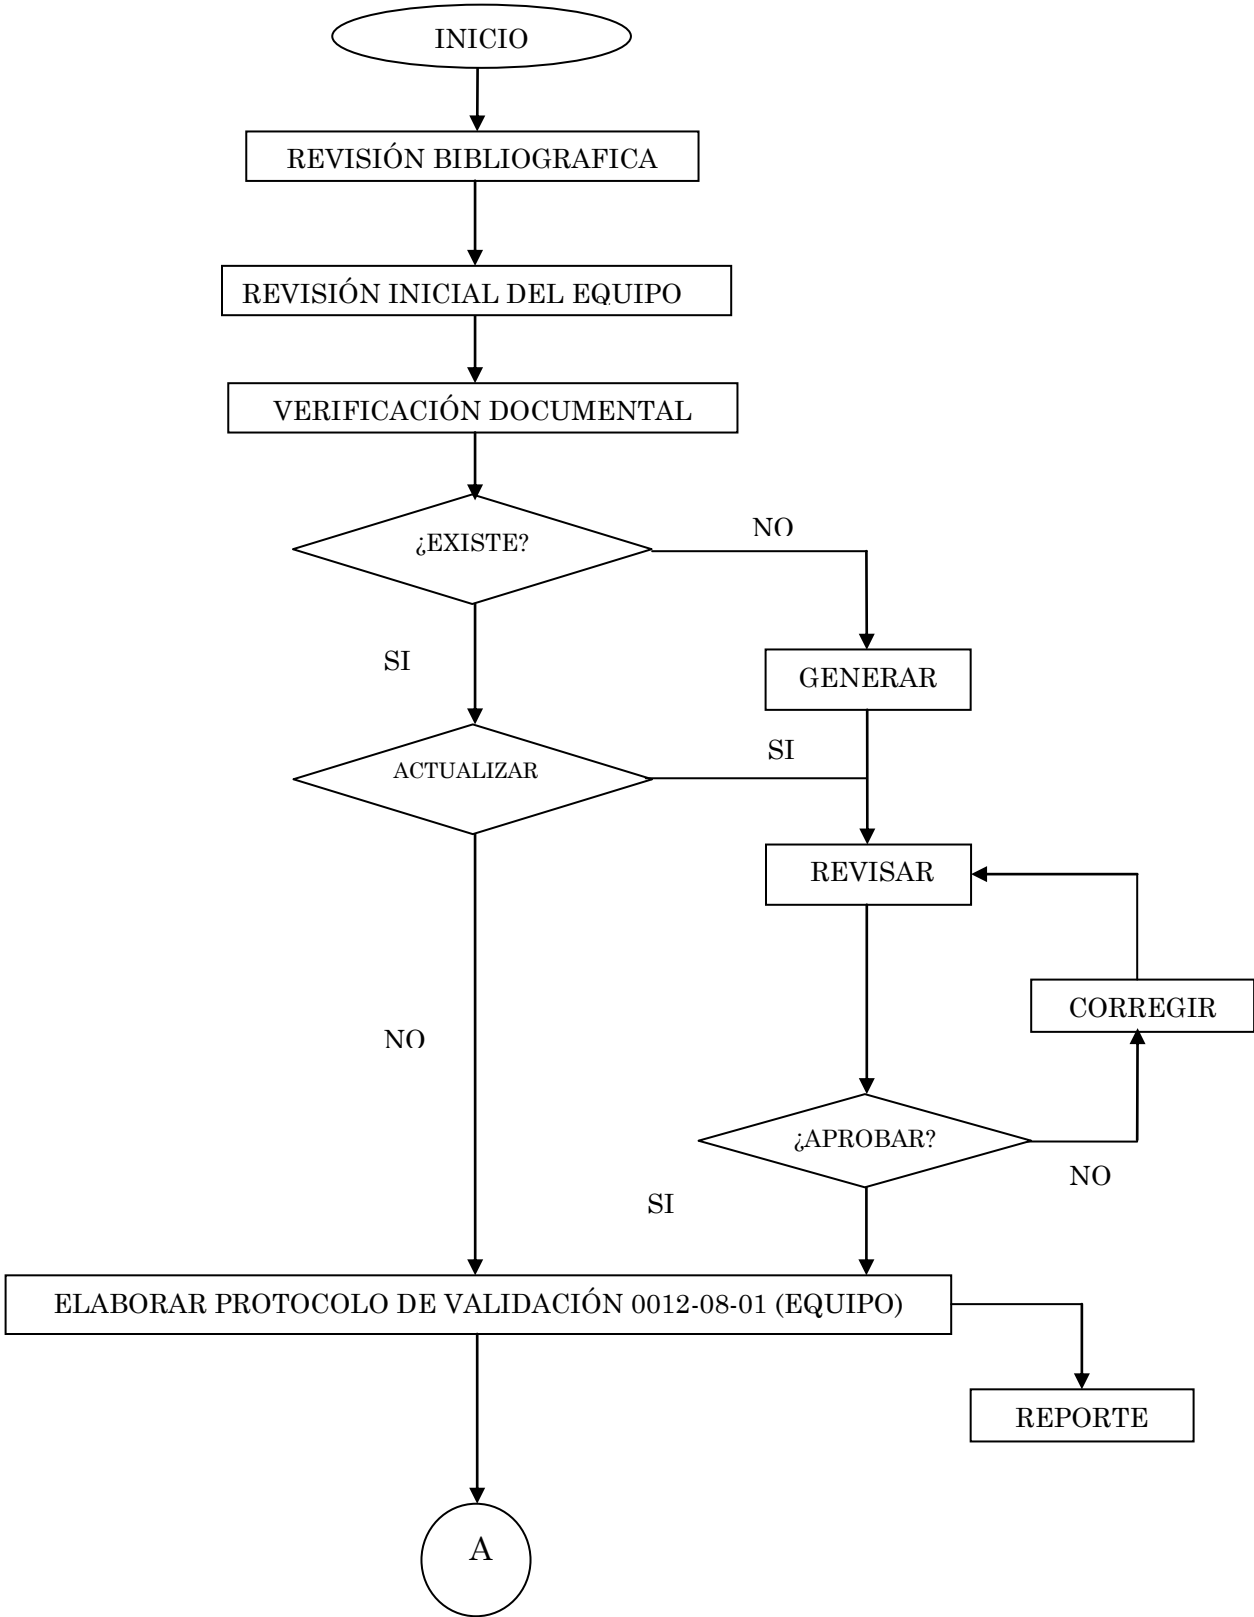 INICIO
REVISIÓN BIBLIOGRAFICA
REVISIÓN INICIAL DEL EQUIPO
VERIFICACIÓN DOCUMENTAL
¿EXISTE?
NO
SI
GENERAR
ACTUALIZAR
SI
REVISAR
CORREGIR
NO
¿APROBAR?
NO
SI
ELABORAR PROTOCOLO DE VALIDACIÓN 0012-08-01 (EQUIPO)
REPORTE
A